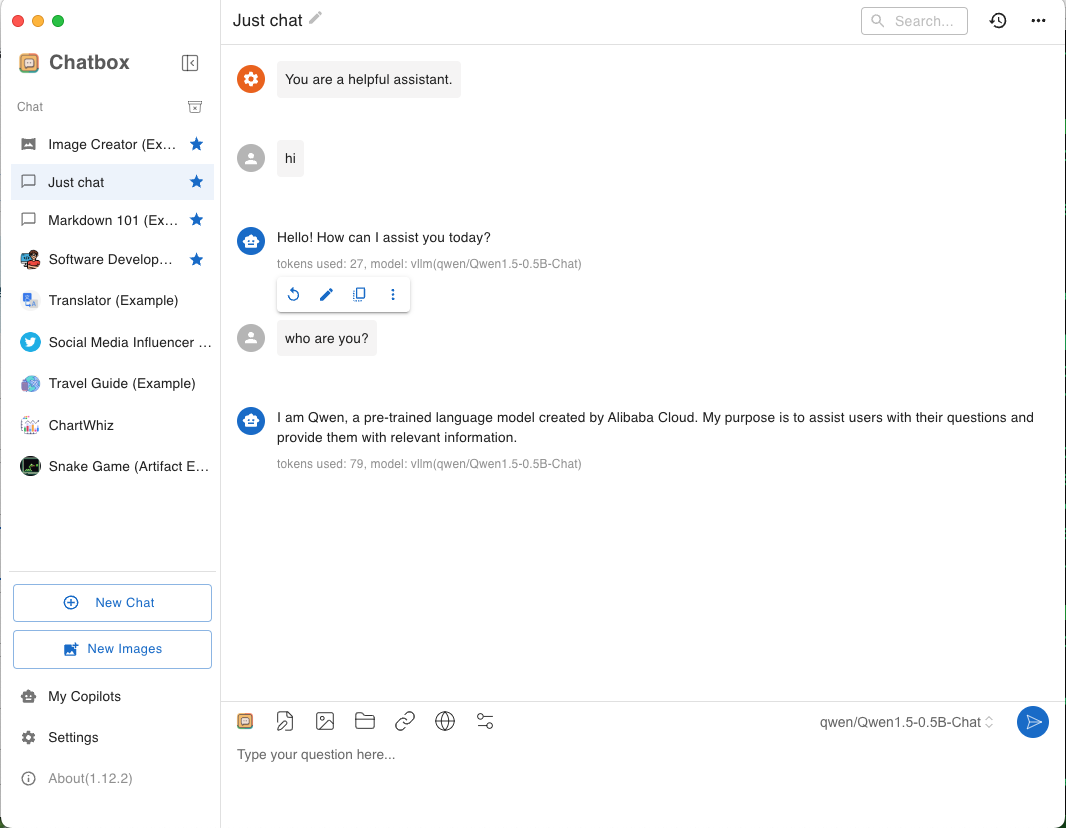 Chatbox
Chat
Image Creator (Ex...
Just chat
Markdown 101 (Ex...
Software Develop...
Translator (Example)
Social Media Influencer ...
Travel Guide (Example)
ChartWhiz
Snake Game (Artifact E...
New Chat
New Images
My Copilots
Settings
About(1.12.2)
Just chat
Search...
You are a helpful assistant.
hi
Hello! How can I assist you today?
tokens used: 27, model: vllm(qwen/Qwen1.5-0.5B-Chat)
who are you?
I am Qwen, a pre-trained language model created by Alibaba Cloud. My purpose is to assist users with their questions and
provide them with relevant information.
tokens used: 79, model: vllm(qwen/Qwen1.5-0.5B-Chat)
qwen/Qwen1.5-0.5B-Chat
Type your question here...